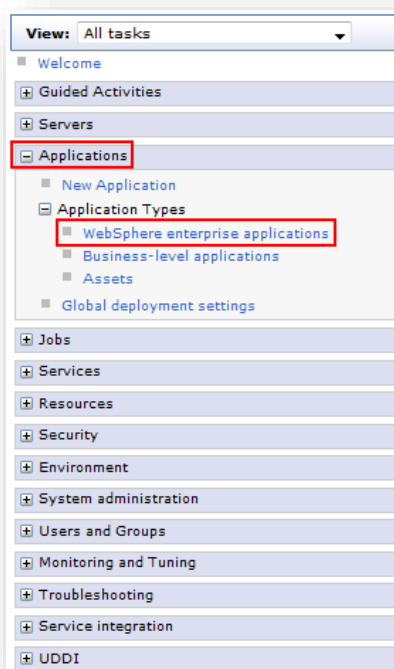 View: All tasks
Welcome
Guided Activities
Servers
Applications
New Application
Application Types
WebSphere enterprise applications
Business-level applications
Assets
Global deployment settings
Jobs
Services
Resources
Security
Environment
System administration
Users and Groups
Monitoring and Tuning
Troubleshooting
Service integration
UDDI